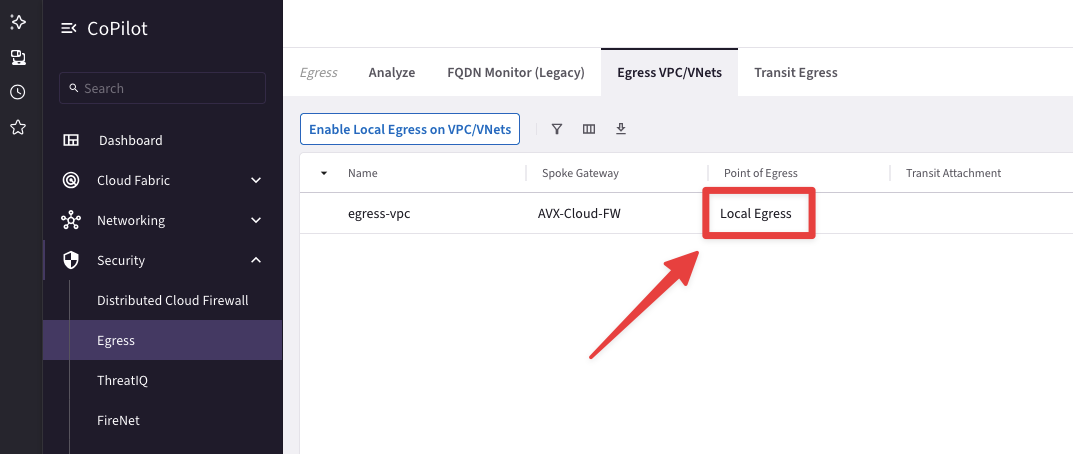 CoPilot
Search
Dashboard
Cloud Fabric
Networking
Security
Distributed Cloud Firewall
Egress
ThreatIQ
FireNet
Egress Analyze FQDN Monitor (Legacy) Egress VPC/VNets Transit Egress
Enable Local Egress on VPC/VNets
Name Spoke Gateway Point of Egress Transit Attachment
egress-vpc AVX-Cloud-FW Local Egress